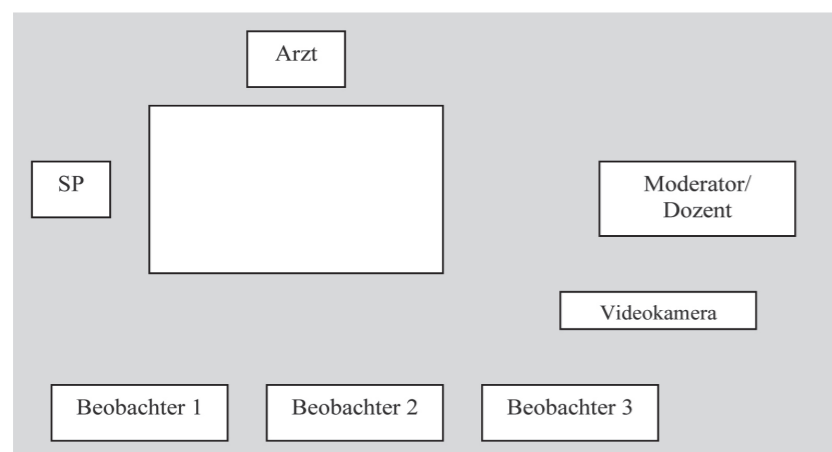 Arzt
SP
Moderator/
Dozent
Videokamera
Beobachter 1
Beobachter 2
Beobachter 3